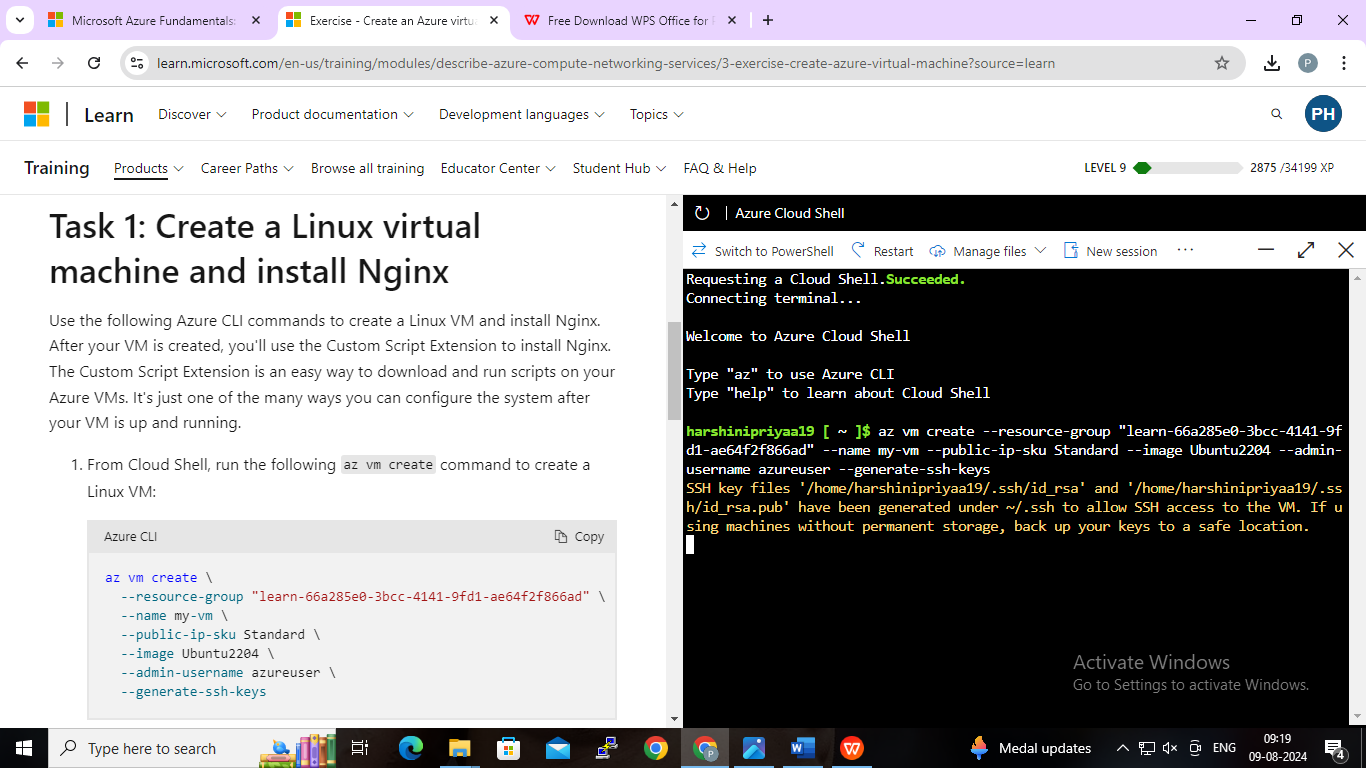 Microsoft Azure Fundamentals:
Exercise - Create an Azure virtu
Free Download WPS Office for
learn.microsoft.com/en-us/training/modules/describe-azure-compute-networking-services/3-exercise-create-azure-virtual-machine?source=learn
P
Learn
Discover
Product documentation
Development languages
Topics
PH
Training
Products
Career Paths
Browse all training
Educator Center
Student Hub
FAQ & Help
LEVEL 9
2875 /34199 XP
Task 1: Create a Linux virtual
machine and install Nginx
Use the following Azure CLI commands to create a Linux VM and install Nginx.
After your VM is created, you'll use the Custom Script Extension to install Nginx.
The Custom Script Extension is an easy way to download and run scripts on your
Azure VMs. It's just one of the many ways you can configure the system after
your VM is up and running.
1. From Cloud Shell, run the following az vm create command to create a
Linux VM:
Azure CLI
Copy
az vm create \
--resource-group "learn-66a285e0-3bcc-4141-9fd1-ae64f2f866ad" \
--name my-vm \
--public-ip-sku Standard \
--image Ubuntu2204 \
--admin-username azureuser \
--generate-ssh-keys
Azure Cloud Shell
Switch to PowerShell
Restart
Manage files
New session
···
Requesting a Cloud Shell.Succeeded.
Connecting terminal...
Welcome to Azure Cloud Shell
Type "az" to use Azure CLI
Type "help" to learn about Cloud Shell
harshinipriyaa19 [ ~ ]$ az vm create --resource-group "learn-66a285e0-3bcc-4141-9f
d1-ae64f2f866ad" --name my-vm --public-ip-sku Standard --image Ubuntu2204 --admin-
username azureuser --generate-ssh-keys
SSH key files '/home/harshinipriyaa19/.ssh/id_rsa' and '/home/harshinipriyaa19/.ss
h/id_rsa.pub' have been generated under ~/.ssh to allow SSH access to the VM. If u
sing machines without permanent storage, back up your keys to a safe location.
Activate Windows
Go to Settings to activate Windows.
Type here to search
Medal updates
ENG
09:19
09-08-2024
4